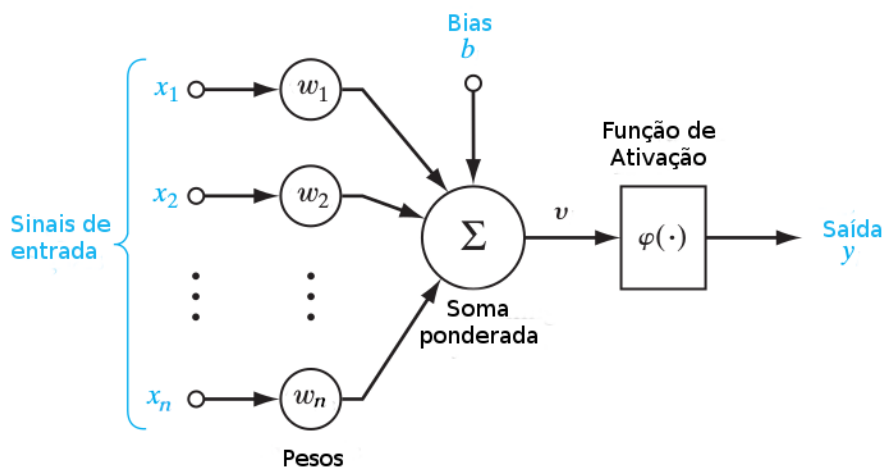 Bias
b
x₁
w₁
Função de
Ativação
x₂
w₂
Sinais de
entrada
Σ
υ
φ(·)
Saída
y
Soma
ponderada
xₙ
wₙ
Pesos